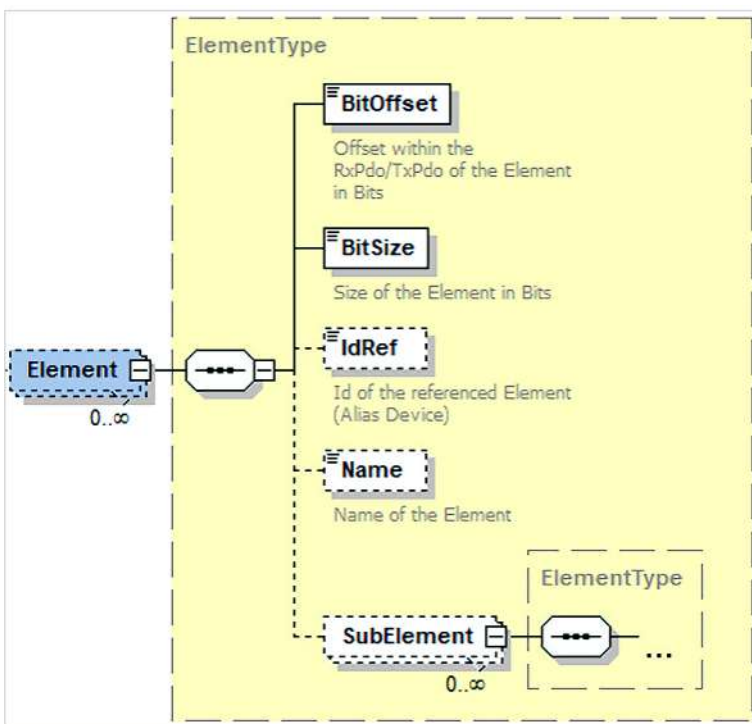 ElementType
BitOffset
Offset within the
RxPdo/TxPdo of the Element
in Bits
BitSize
Size of the Element in Bits
Element
0..∞
IdRef
Id of the referenced Element
(Alias Device)
Name
Name of the Element
ElementType
SubElement
...
0..∞